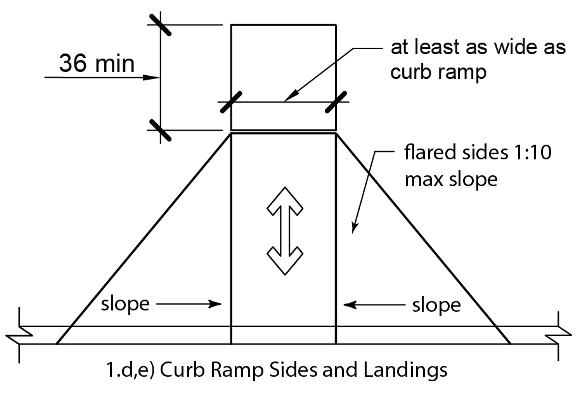 36 min
at least as wide as
curb ramp
flared sides 1:10
max slope
slope
slope
1.d,e) Curb Ramp Sides and Landings